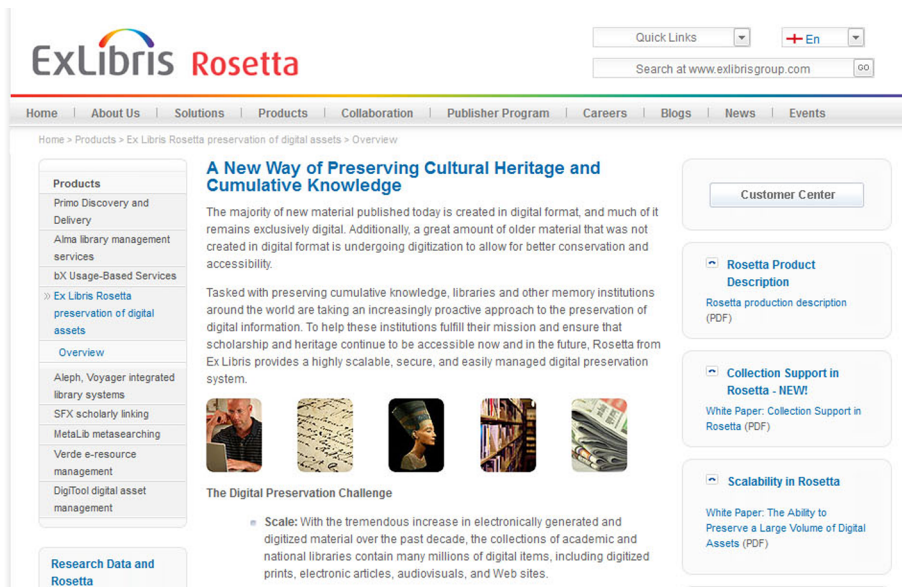 ExLibris Rosetta
Quick Links
En
Search at www.exlibrisgroup.com
GO
Home | About Us | Solutions | Products | Collaboration | Publisher Program | Careers | Blogs | News | Events
Home > Products > Ex Libris Rosetta preservation of digital assets > Overview
Products
Primo Discovery and
Delivery
Alma library management
services
bX Usage-Based Services
» Ex Libris Rosetta
preservation of digital
assets
Overview
Aleph, Voyager integrated
library systems
SFX scholarly linking
MetaLib metasearching
Verde e-resource
management
DigiTool digital asset
management
Research Data and
Rosetta
A New Way of Preserving Cultural Heritage and
Cumulative Knowledge
The majority of new material published today is created in digital format, and much of it
remains exclusively digital. Additionally, a great amount of older material that was not
created in digital format is undergoing digitization to allow for better conservation and
accessibility.
Tasked with preserving cumulative knowledge, libraries and other memory institutions
around the world are taking an increasingly proactive approach to the preservation of
digital information. To help these institutions fulfill their mission and ensure that
scholarship and heritage continue to be accessible now and in the future, Rosetta from
Ex Libris provides a highly scalable, secure, and easily managed digital preservation
system.
The Digital Preservation Challenge
Scale: With the tremendous increase in electronically generated and
digitized material over the past decade, the collections of academic and
national libraries contain many millions of digital items, including digitized
prints, electronic articles, audiovisuals, and Web sites.
Customer Center
Rosetta Product
Description
Rosetta production description
(PDF)
Collection Support in
Rosetta - NEW!
White Paper: Collection Support in
Rosetta (PDF)
Scalability in Rosetta
White Paper: The Ability to
Preserve a Large Volume of Digital
Assets (PDF)